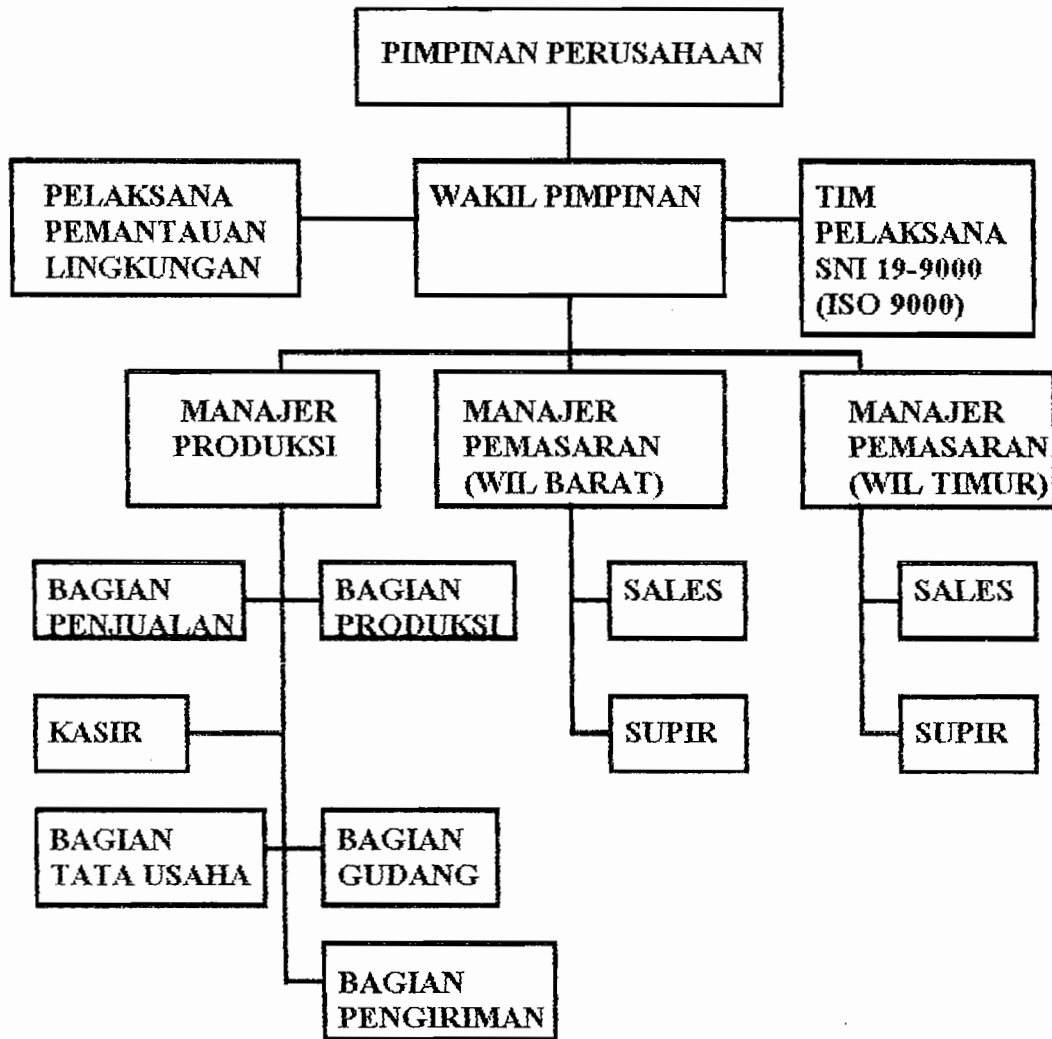 PIMPINAN PERUSAHAAN
PELAKSANA
PEMANTAUAN
LINGKUNGAN
WAKIL PIMPINAN
TIM
PELAKSANA
SNI 19-9000
(ISO 9000)
MANAJER
PRODUKSI
MANAJER
PEMASARAN
(WIL BARAT)
MANAJER
PEMASARAN
(WIL TIMUR)
BAGIAN
PENJUALAN
BAGIAN
PRODUKSI
SALES
SALES
KASIR
SUPIR
SUPIR
BAGIAN
TATA USAHA
BAGIAN
GUDANG
BAGIAN
PENGIRIMAN